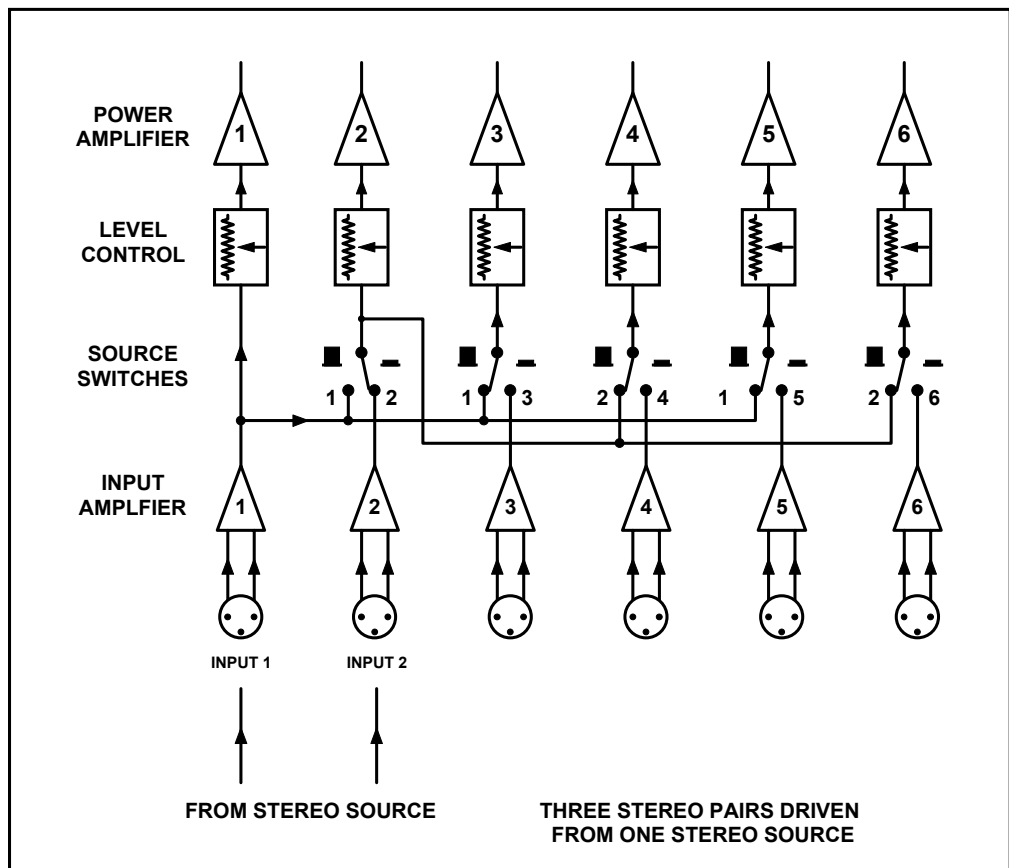 POWER
AMPLIFIER
1 2 3 4 5 6
LEVEL
CONTROL
SOURCE
SWITCHES
1 2 1 3 2 4 1 5 2 6
INPUT
AMPLFIER
1 2 3 4 5 6
INPUT 1 INPUT 2
FROM STEREO SOURCE
THREE STEREO PAIRS DRIVEN
FROM ONE STEREO SOURCE